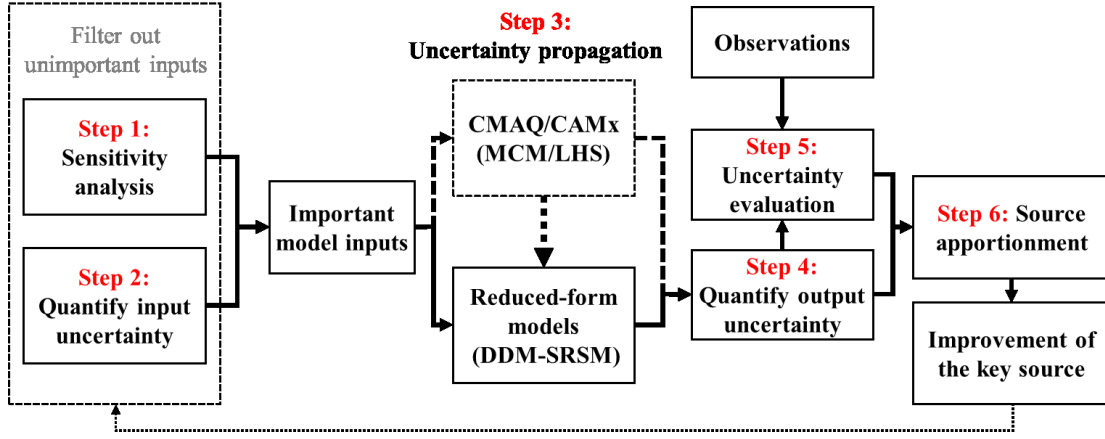 Filter out
unimportant inputs
Step 1:
Sensitivity
analysis
Step 2:
Quantify input
uncertainty
Important
model inputs
Step 3:
Uncertainty propagation
CMAQ/CAMx
(MCM/LHS)
Reduced-form
models
(DDM-SRSM)
Observations
Step 5:
Uncertainty
evaluation
Step 4:
Quantify output
uncertainty
Step 6: Source
apportionment
Improvement of
the key source